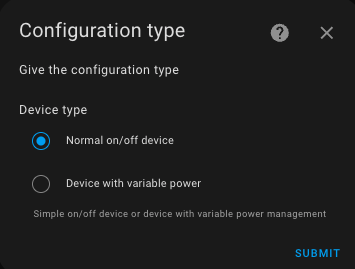 Configuration type
Give the configuration type
Device type
Normal on/off device
Device with variable power
Simple on/off device or device with variable power management
SUBMIT